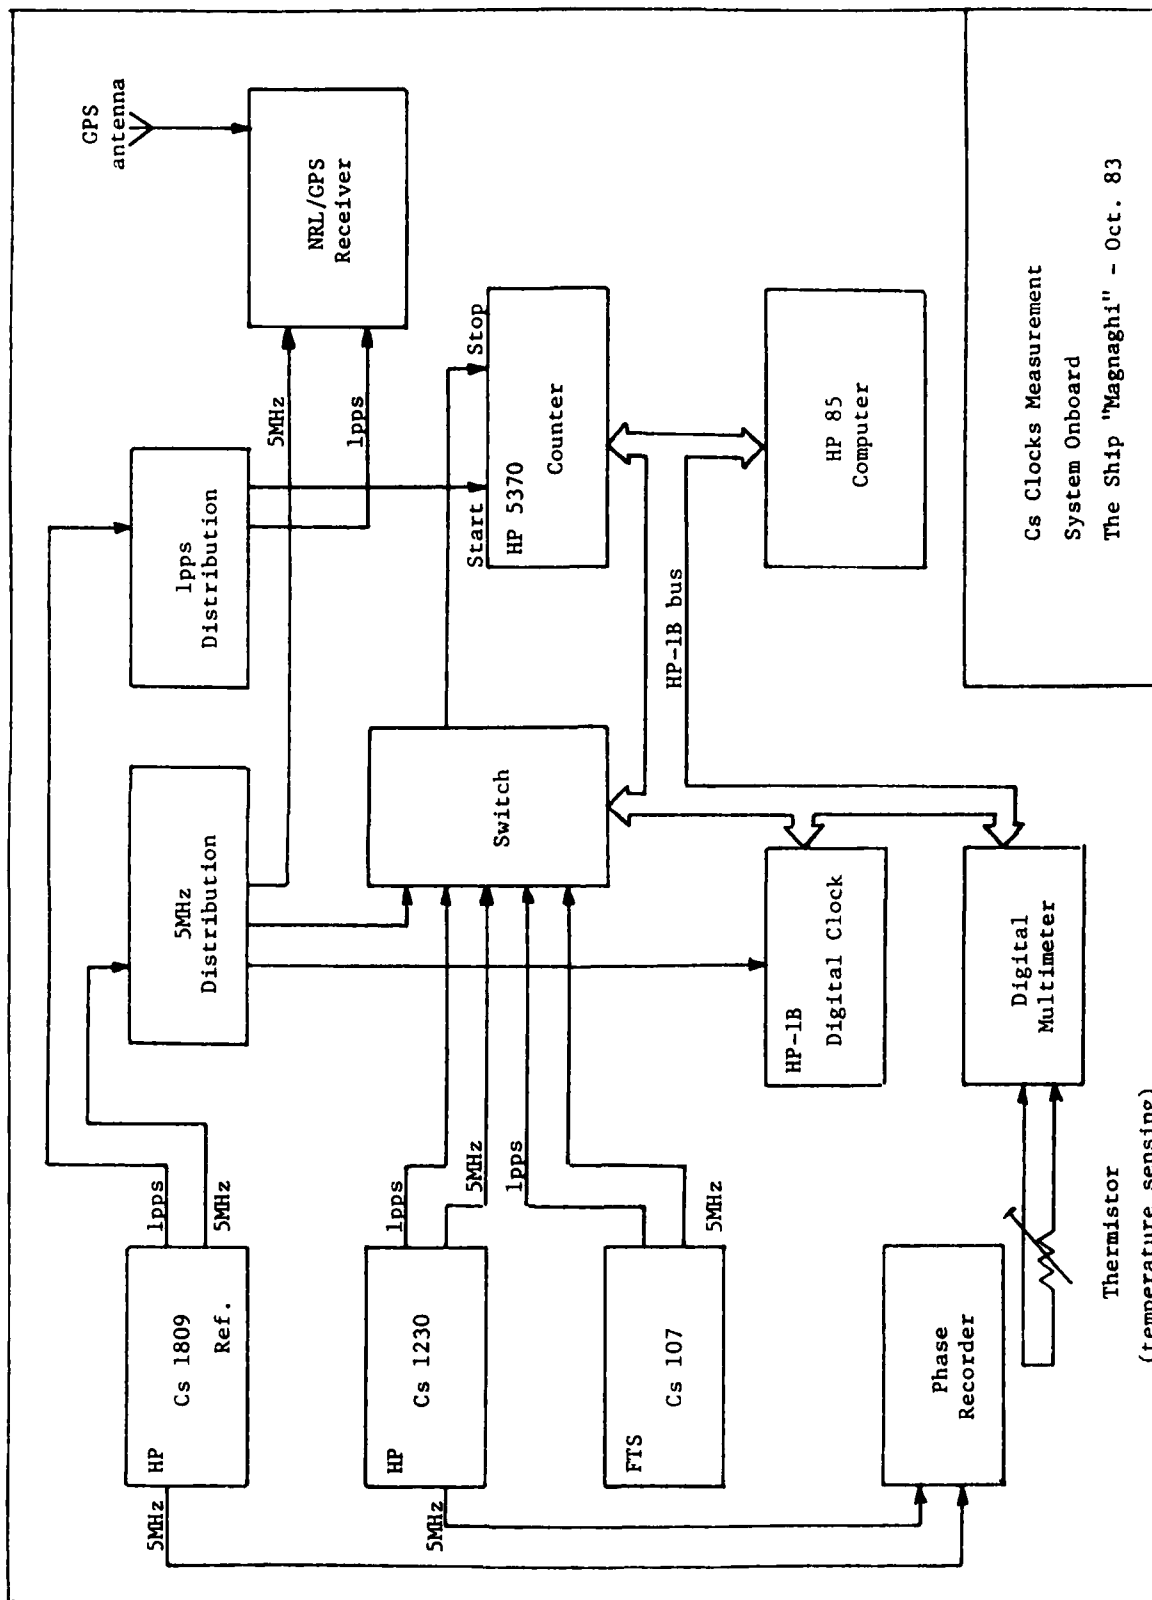 GPS
antenna
NRL/GPS
Receiver
1pps
Distribution
5MHz
1pps
Start
Stop
HP 5370
Counter
5MHz
Distribution
Switch
HP-1B bus
HP 85
Computer
1pps
5MHz
HP
Cs 1809
Ref.
5MHz
1pps
5MHz
HP
Cs 1230
5MHz
1pps
5MHz
FTS
Cs 107
HP-1B
Digital Clock
Digital
Multimeter
Phase
Recorder
Thermistor
(temperature sensing)
Cs Clocks Measurement
System Onboard
The Ship "Magnaghi" - Oct. 83